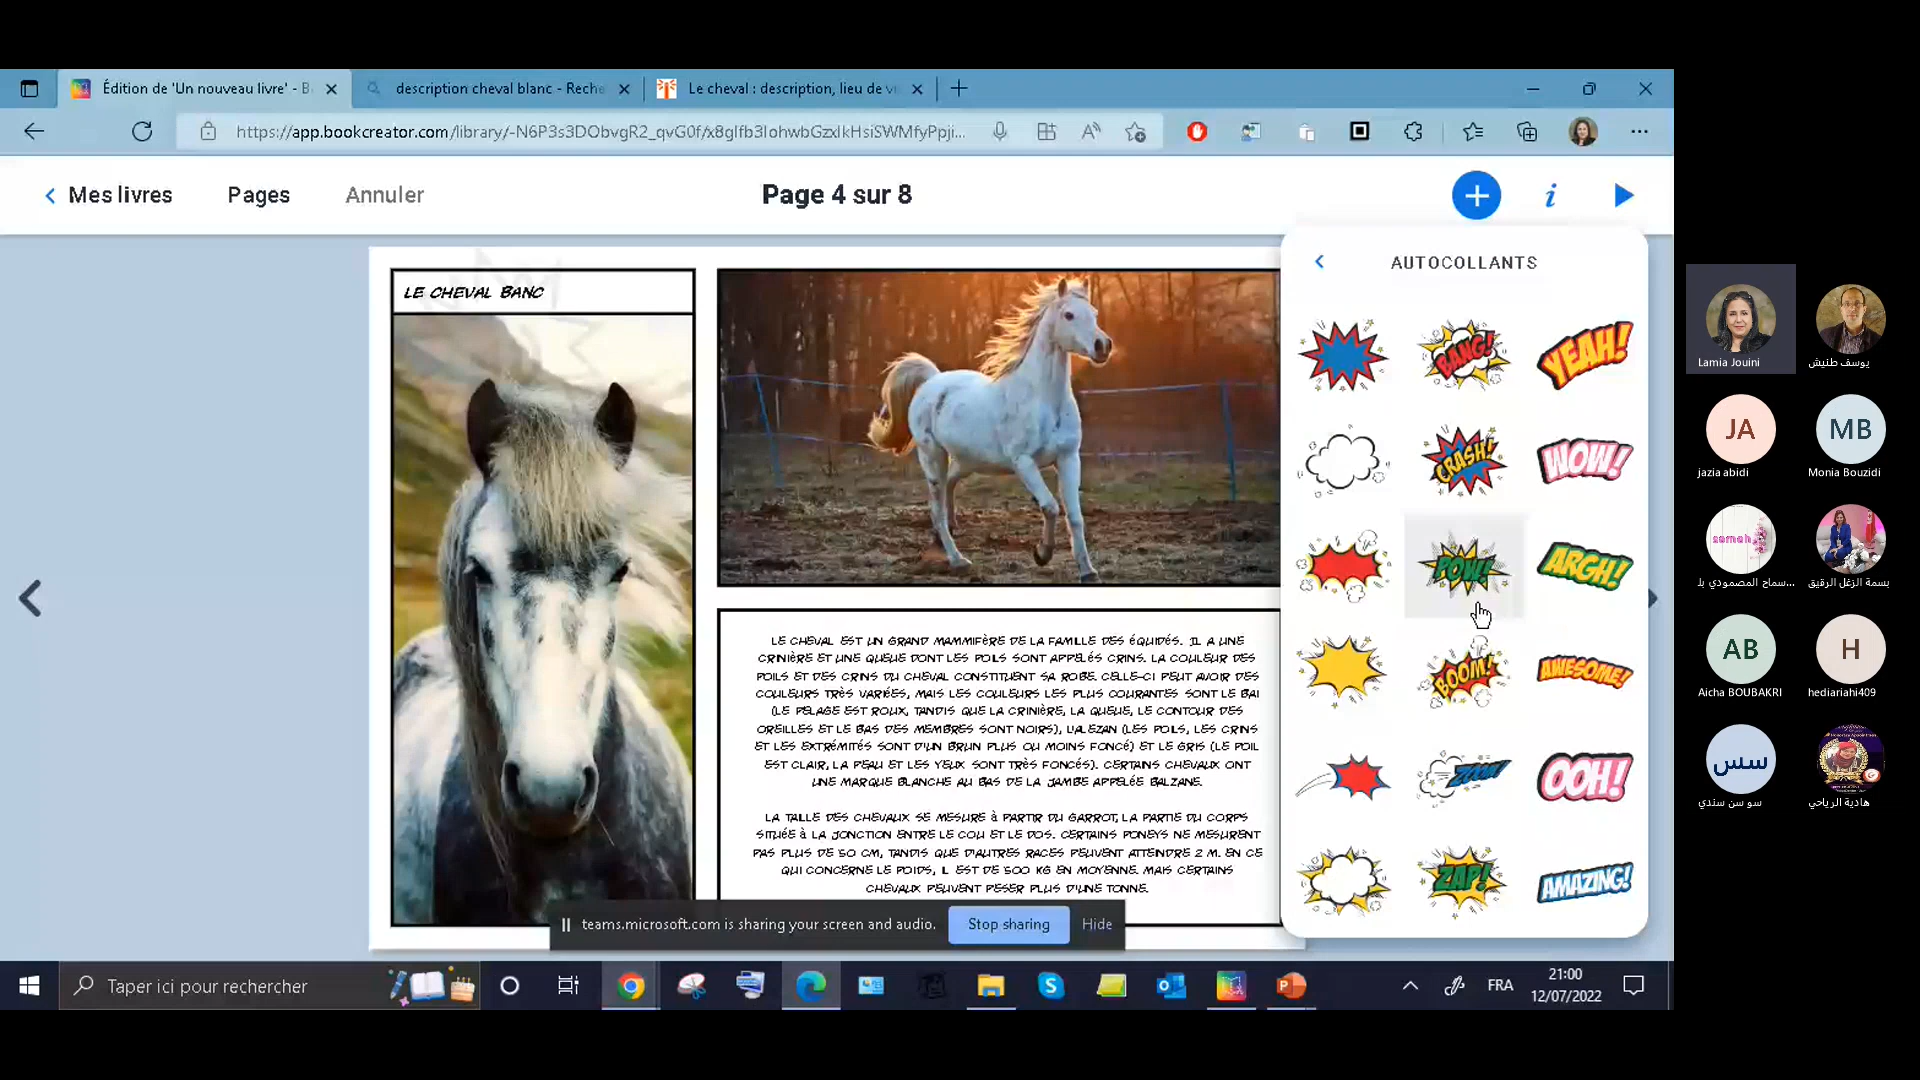 Édition de 'Un nouveau livre' - B
description cheval blanc - Reche
Le cheval : description, lieu de vi
https://app.bookcreator.com/library/-N6P3s3DObvgR2_qvG0f/x8glfb3IohwbGzxIkHsiSWMfyPpji...
Mes livres
Pages
Annuler
Page 4 sur 8
AUTOCOLLANTS
LE CHEVAL BANC
BANG!
YEAH!
CRASH!
WOW!
POW!
ARGH!
BOOM!
AWESOME!
ZOOM!
OOH!
ZAP!
AMAZING!
LE CHEVAL EST UN GRAND MAMMIFÈRE DE LA FAMILLE DES ÉQUIDÉS. IL A UNE
CRINIÈRE ET UNE QUEUE DONT LES POILS SONT APPELÉS CRINS. LA COULEUR DES
POILS ET DES CRINS DU CHEVAL CONSTITUENT SA ROBE. CELLE-CI PEUT AVOIR DES
COULEURS TRÈS VARIÉES, MAIS LES COULEURS LES PLUS COURANTES SONT LE BAI
(LE PELAGE EST ROUX, TANDIS QUE LA CRINIÈRE, LA QUEUE, LE CONTOUR DES
OREILLES ET LE BAS DES MEMBRES SONT NOIRS), L'ALEZAN (LES POILS, LES CRINS
ET LES EXTRÉMITÉS SONT D'UN BRUN PLUS OU MOINS FONCÉ) ET LE GRIS (LE POIL
EST CLAIR, LA PEAU ET LES YEUX SONT TRÈS FONCÉS). CERTAINS CHEVAUX ONT
UNE MARQUE BLANCHE AU BAS DE LA JAMBE APPELÉE BALZANE.
LA TAILLE DES CHEVAUX SE MESURE À PARTIR DU GARROT, LA PARTIE DU CORPS
SITUÉE À LA JONCTION ENTRE LE COU ET LE DOS. CERTAINS PONEYS NE MESURENT
PAS PLUS DE 50 CM, TANDIS QUE D'AUTRES RACES PEUVENT ATTEINDRE 2 M. EN CE
QUI CONCERNE LE POIDS, IL EST DE 500 KG EN MOYENNE. MAIS CERTAINS
CHEVAUX PEUVENT PESER PLUS D'UNE TONNE.
teams.microsoft.com is sharing your screen and audio.
Stop sharing
Hide
Taper ici pour rechercher
FRA
21:00
12/07/2022
Lamia Jouini
يوسف طنيش
JA
jazia abidi
MB
Monia Bouzidi
semeh
سماح المصمودي بل...
بسمة الزغل الرقيق
AB
Aicha BOUBAKRI
H
hediariahi409
سس
سو سن سندي
هادية الرياحي